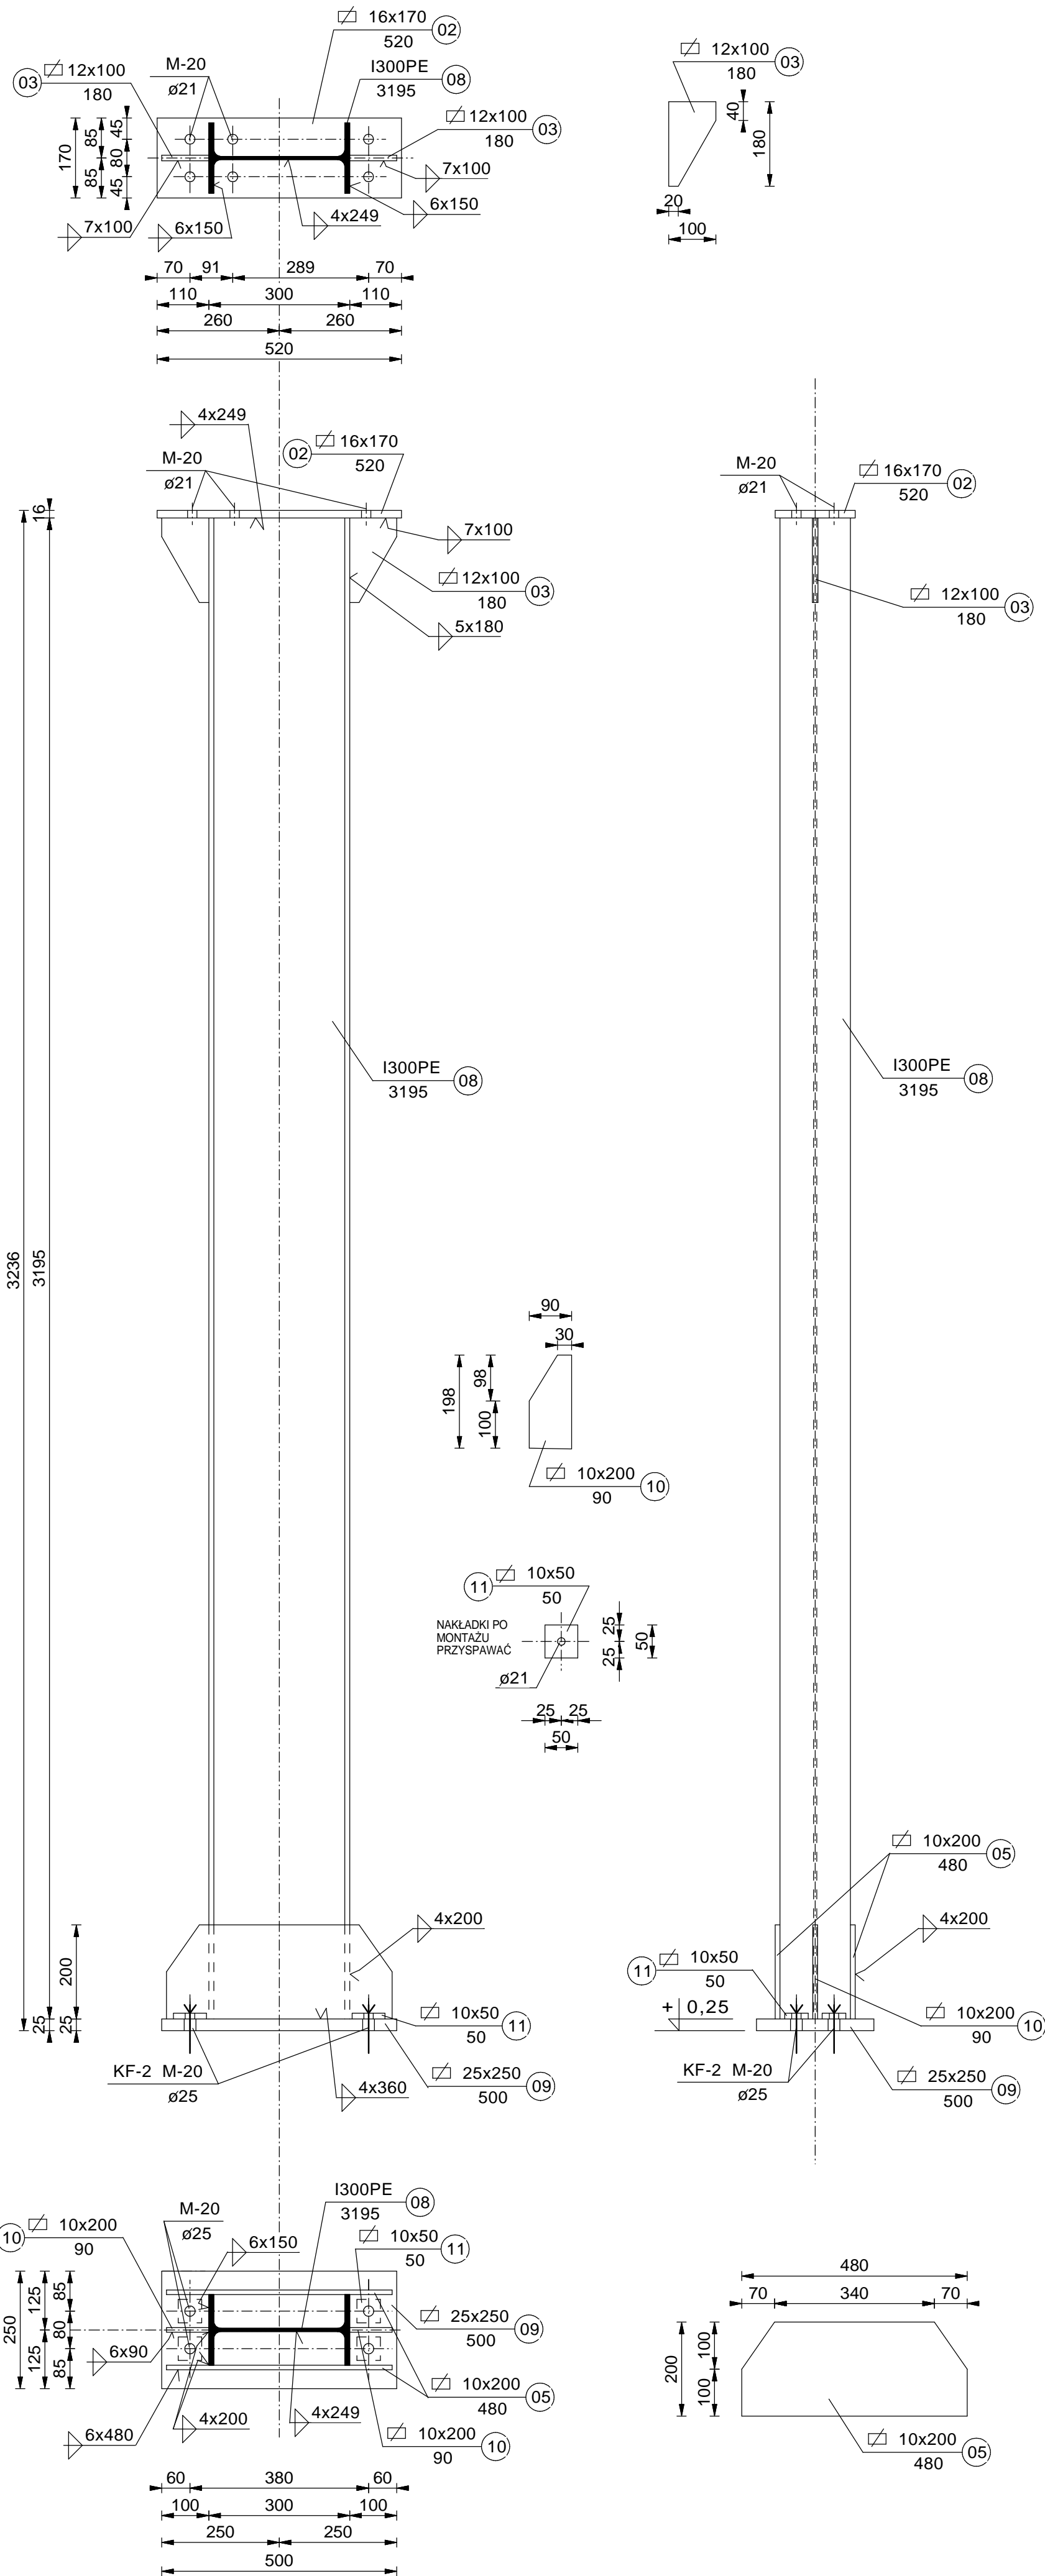 16x170
02
520
12x100
03
180
M-20
ø21
I300PE
08
3195
12x100
03
180
12x100
03
180
170
85
85
45
80
45
7x100
6x150
7x100
6x150
4x249
40
180
20
100
70
91
289
70
110
300
110
260
260
520
4x249
M-20
ø21
02
16x170
520
7x100
12x100
180
03
5x180
16
M-20
ø21
16x170
520
02
12x100
180
03
I300PE
3195
08
I300PE
3195
08
3236
3195
90
30
198
98
100
10x200
90
10
11
10x50
50
NAKŁADKI PO
MONTAŻU
PRZYSPAWAĆ
ø21
25
25
50
25
25
50
10x200
480
05
4x200
4x200
200
25
25
10x50
50
11
11
10x50
50
+ 0,25
10x200
90
10
KF-2 M-20
ø25
4x360
25x250
500
09
KF-2 M-20
ø25
25x250
500
09
10
10x200
90
M-20
ø25
6x150
I300PE
3195
08
10x50
50
11
250
125
125
85
80
85
25x250
500
09
6x90
10x200
480
05
6x480
4x200
4x249
10x200
90
10
60
380
60
100
300
100
250
250
500
480
70
340
70
200
100
100
10x200
480
05